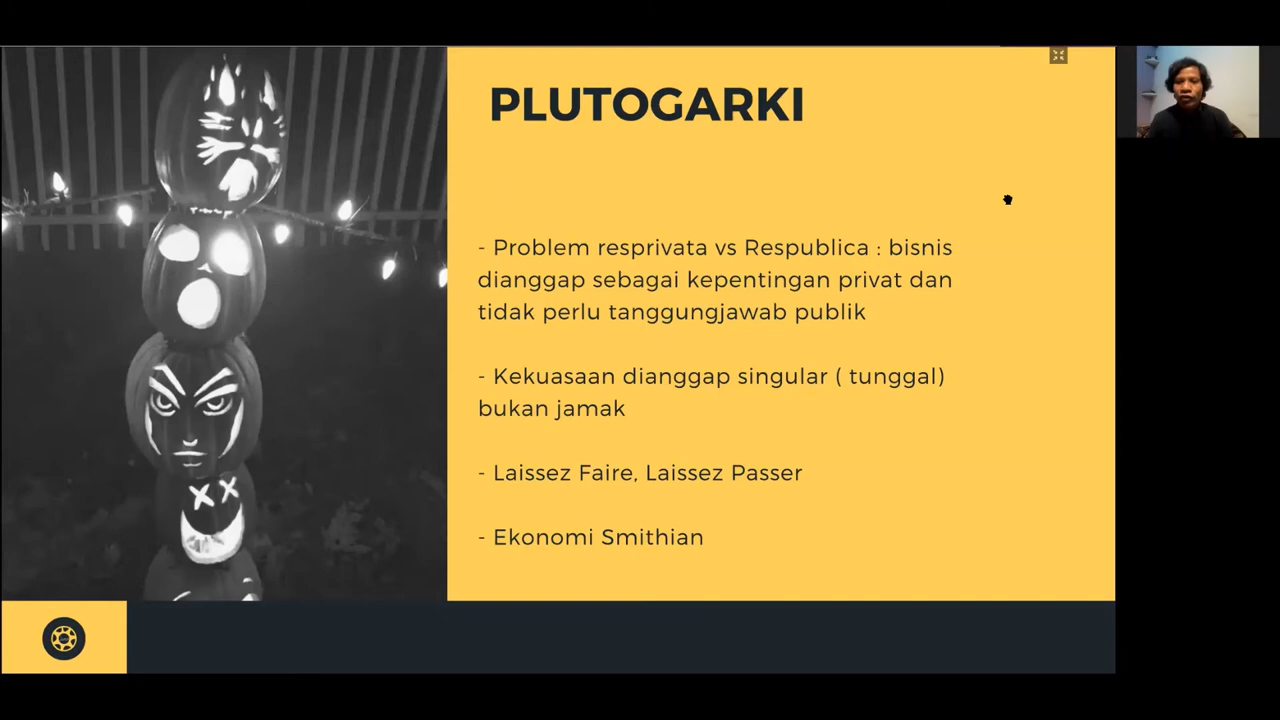 PLUTOGARKI
- Problem resprivata vs Respublica : bisnis
dianggap sebagai kepentingan privat dan
tidak perlu tanggungjawab publik
- Kekuasaan dianggap singular ( tunggal)
bukan jamak
- Laissez Faire, Laissez Passer
- Ekonomi Smithian